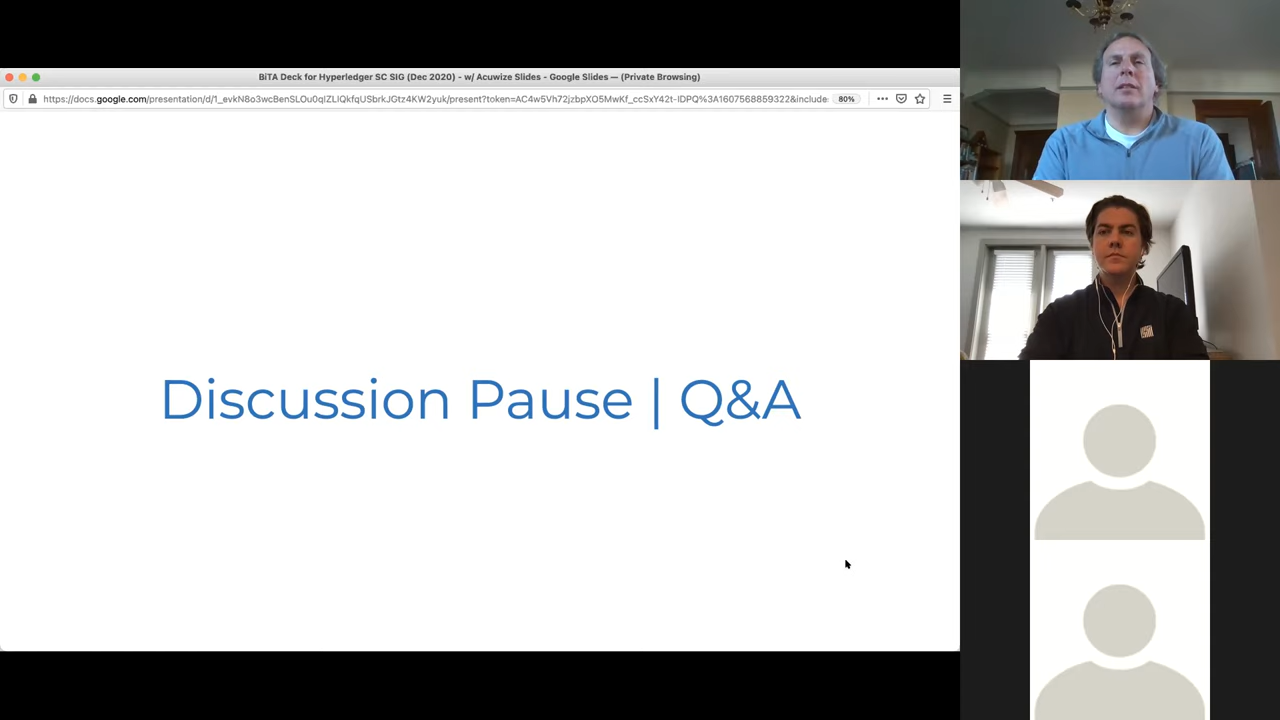 BiTA Deck for Hyperledger SC SIG (Dec 2020) - w/ Acuwize Slides - Google Slides — (Private Browsing)
https://docs.google.com/presentation/d/1_evkN8o3wcBenSLOu0qIZLiQkfqUSbrkJGtz4KW2yuk/present?token=AC4w5Vh72jzbpXO5MwKf_ccSxY42t-IDPQ%3A1607568859322&include:
80%
Discussion Pause | Q&A